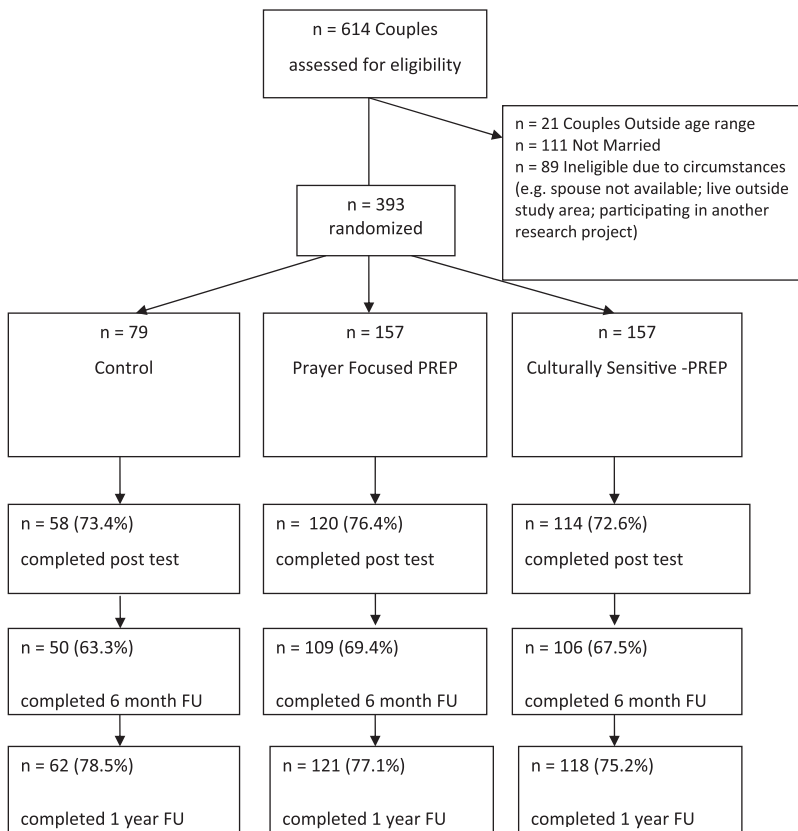 n = 614 Couples
assessed for eligibility
n = 21 Couples Outside age range
n = 111 Not Married
n = 89 Ineligible due to circumstances
(e.g. spouse not available; live outside
study area; participating in another
research project)
n = 393
randomized
n = 79
Control
n = 157
Prayer Focused PREP
n = 157
Culturally Sensitive -PREP
n = 58 (73.4%)
completed post test
n =  120 (76.4%)
completed post test
n = 114 (72.6%)
completed post test
n = 50 (63.3%)
completed 6 month FU
n = 109 (69.4%)
completed 6 month FU
n = 106 (67.5%)
completed 6 month FU
n = 62 (78.5%)
completed 1 year FU
n = 121 (77.1%)
completed 1 year FU
n = 118 (75.2%)
completed 1 year FU